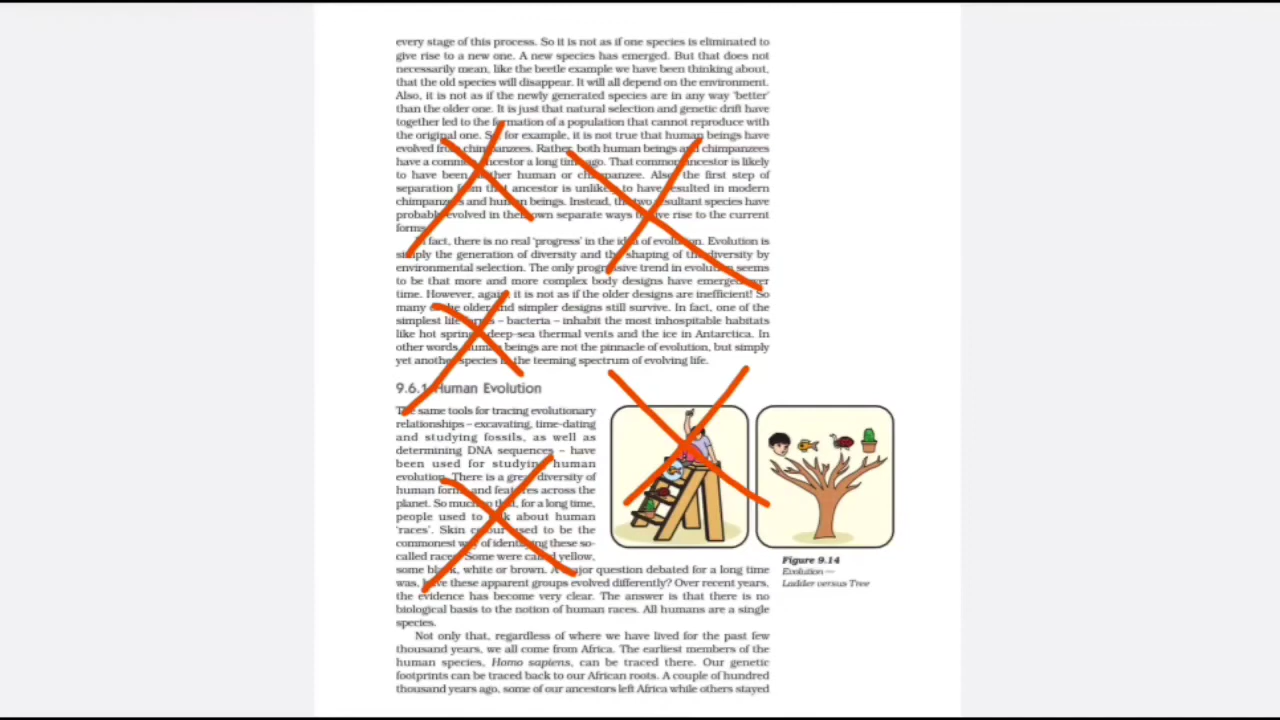 every stage of this process. So it is not as if one species is eliminated to
give rise to a new one. A new species has emerged. But that does not
necessarily mean, like the beetle example we have been thinking about,
that the old species will disappear. It will all depend on the environment.
Also, it is not as if the newly generated species are in any way 'better'
than the older one. It is just that natural selection and genetic drift have
together led to the formation of a population that cannot reproduce with
the original one. So for example, it is not true that human beings have
evolved from chimpanzees. Rather, both human beings and chimpanzees
have a common ancestor a long time ago. That common ancestor is likely
to have been neither human or chimpanzee. Also, the first step of
separation from that ancestor is unlikely to have resulted in modern
chimpanzees and human beings. Instead, the two resultant species have
probably evolved in their own separate ways to give rise to the current
forms.
In fact, there is no real 'progress' in the idea of evolution. Evolution is
simply the generation of diversity and the shaping of the diversity by
environmental selection. The only progressive trend in evolution seems
to be that more and more complex body designs have emerged over
time. However, again, it is not as if the older designs are inefficient! So
many of the older and simpler designs still survive. In fact, one of the
simplest life forms – bacteria – inhabit the most inhospitable habitats
like hot springs, deep-sea thermal vents and the ice in Antarctica. In
other words, human beings are not the pinnacle of evolution, but simply
yet another species in the teeming spectrum of evolving life.
9.6.1 Human Evolution
The same tools for tracing evolutionary
relationships – excavating, time-dating
and studying fossils, as well as
determining DNA sequences – have
been used for studying human
evolution. There is a great diversity of
human forms and features across the
planet. So much so that, for a long time,
people used to talk about human
'races'. Skin colour used to be the
commonest way of identifying these so-
called races. Some were called yellow,
some black, white or brown. A major question debated for a long time
was, have these apparent groups evolved differently? Over recent years,
the evidence has become very clear. The answer is that there is no
biological basis to the notion of human races. All humans are a single
species.
Figure 9.14
Evolution —
Ladder versus Tree
Not only that, regardless of where we have lived for the past few
thousand years, we all come from Africa. The earliest members of the
human species, Homo sapiens, can be traced there. Our genetic
footprints can be traced back to our African roots. A couple of hundred
thousand years ago, some of our ancestors left Africa while others stayed